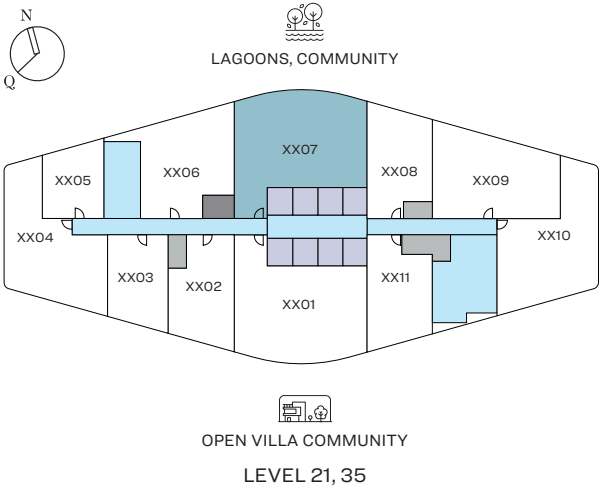 N
Q
LAGOONS, COMMUNITY
XX07
XX06
XX08
XX05
XX09
XX04
XX10
XX03
XX11
XX02
XX01
OPEN VILLA COMMUNITY
LEVEL 21, 35